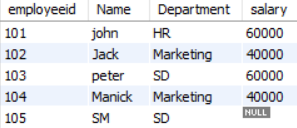 employeeid Name Department salary
101 john HR 60000
102 Jack Marketing 40000
103 peter SD 60000
104 Manick Marketing 40000
105 SM SD NULL